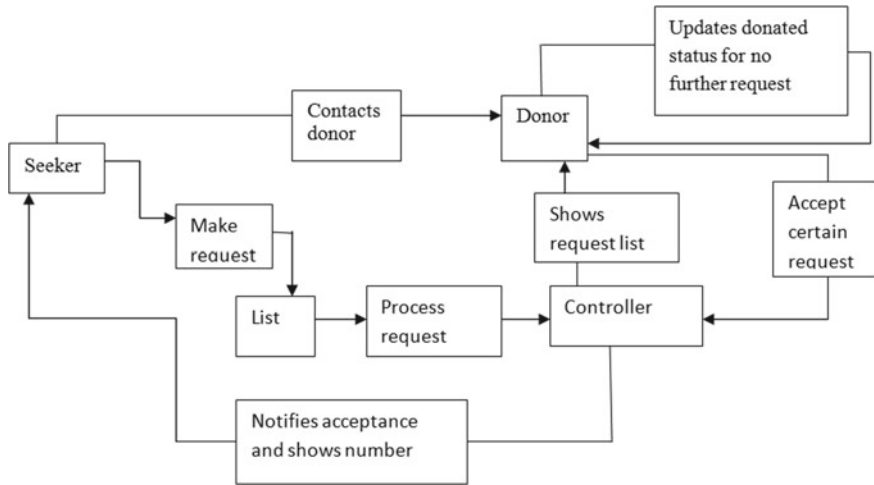 Updates donated
status for no
further request
Contacts
donor
Donor
Seeker
Make
request
Shows
request list
Accept
certain
request
List
Process
request
Controller
Notifies acceptance
and shows number